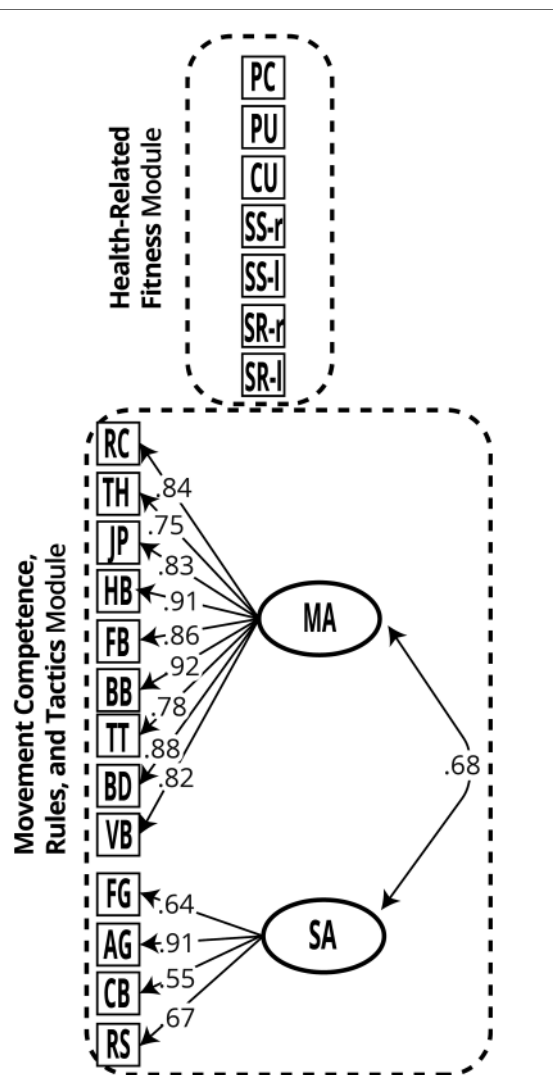 Health-Related
Fitness Module
PC
PU
CU
SS-r
SS-l
SR-r
SR-l
Movement Competence,
Rules, and Tactics Module
RC
TH
JP
HB
FB
BB
TT
BD
VB
.84
.75
.83
.91
.86
.92
.78
.88
.82
MA
.68
FG
AG
CB
RS
.64
.91
.55
.67
SA